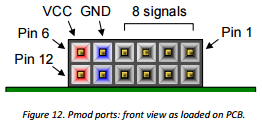 VCC GND 8 signals
Pin 6 Pin 1
Pin 12
Figure 12. Pmod ports: front view as loaded on PCB.